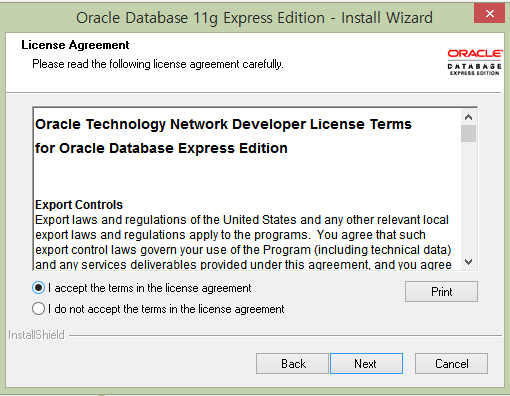 Oracle Database 11g Express Edition - Install Wizard
License Agreement
Please read the following license agreement carefully.
ORACLE
DATABASE
EXPRESS EDITION
Oracle Technology Network Developer License Terms
for Oracle Database Express Edition
Export Controls
Export laws and regulations of the United States and any other relevant local
export laws and regulations apply to the programs.  You agree that such
export control laws govern your use of the Program (including technical data)
and any services deliverables provided under this agreement, and you agree
I accept the terms in the license agreement
Print
I do not accept the terms in the license agreement
InstallShield
Back
Next
Cancel